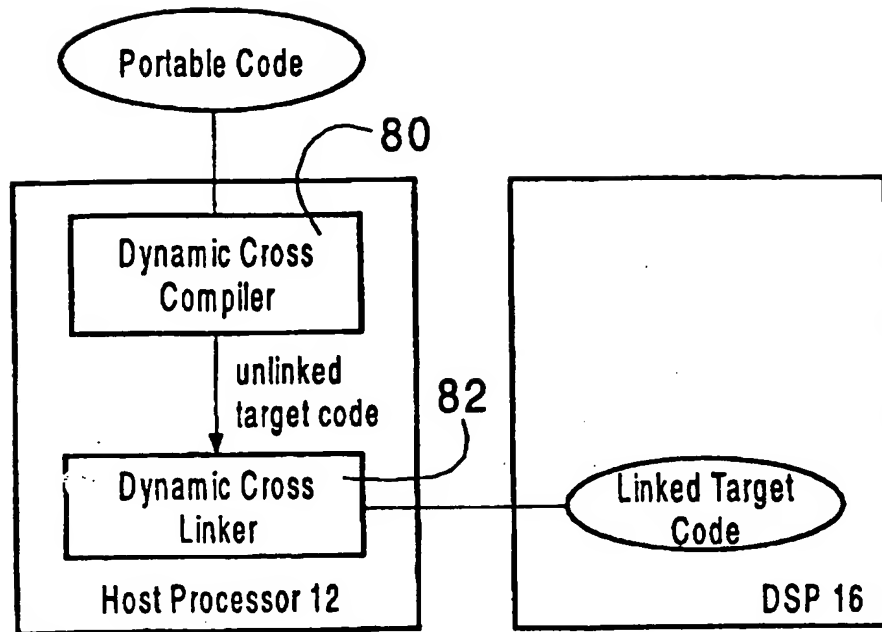 Portable Code
80
Dynamic Cross
Compiler
unlinked
target code
82
Dynamic Cross
Linker
Linked Target
Code
Host Processor 12
DSP 16